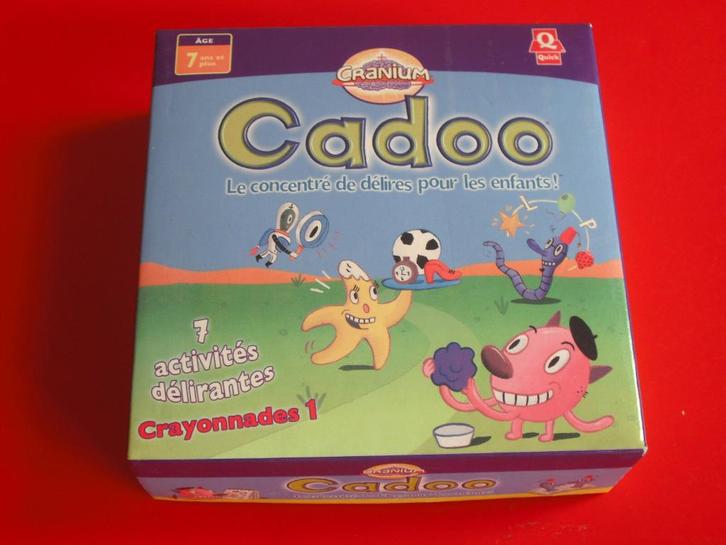 ÂGE
7 ans et plus
Q
Quick
CRANIUM
Cadoo
Le concentré de délires pour les enfants !
L
P
7
activités
délirantes
Crayonnades 1
CRANIUM
Cadoo